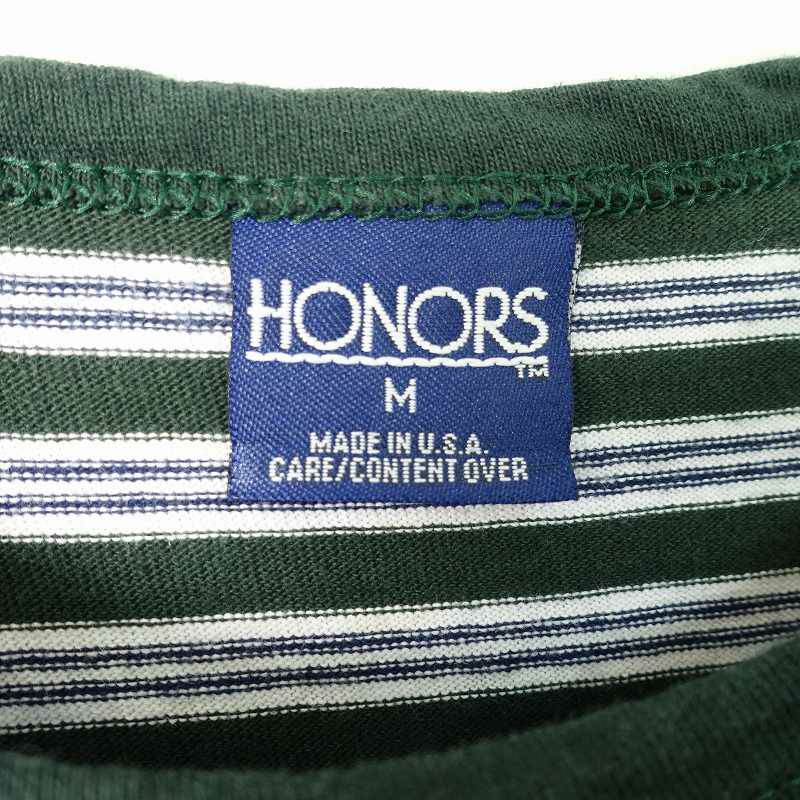 HONORS
TM
M
MADE IN U.S.A.
CARE/CONTENT OVER